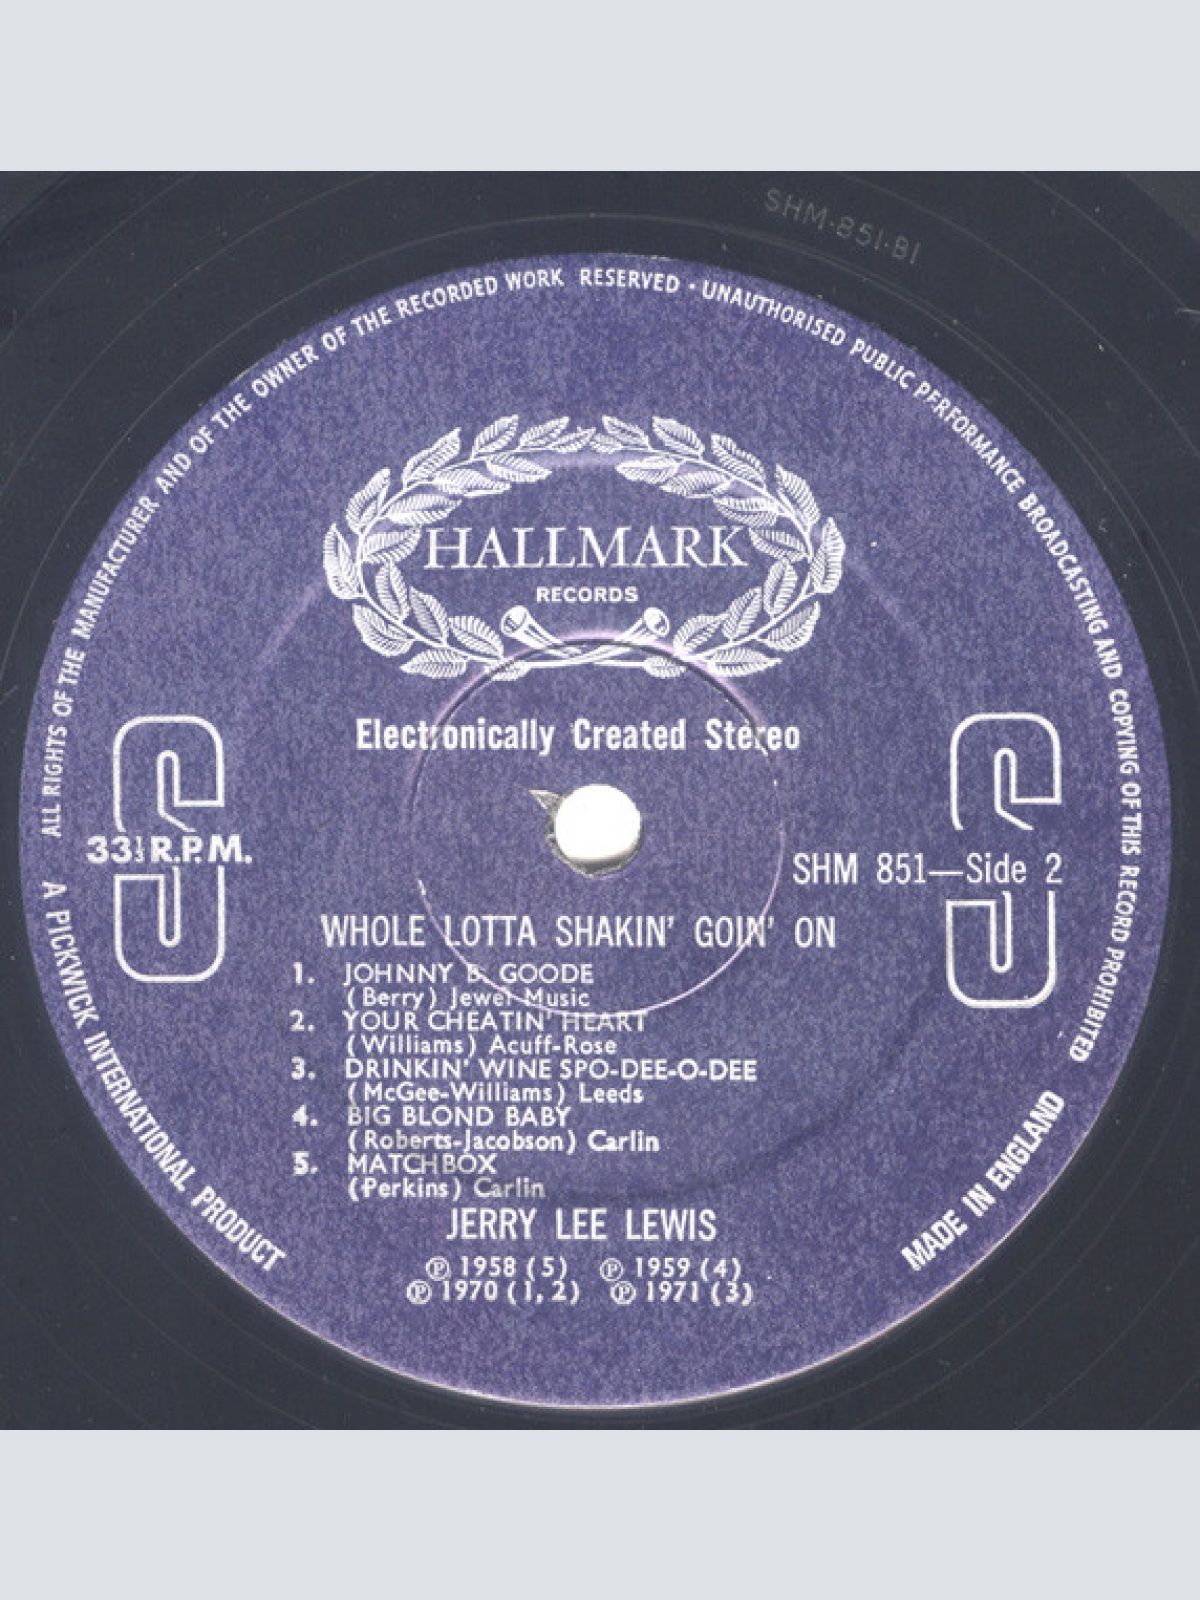 SHM·851·B1
ALL RIGHTS OF THE MANUFACTURER AND OF THE OWNER OF THE RECORDED WORK RESERVED · UNAUTHORISED PUBLIC PERFORMANCE BROADCASTING AND COPYING OF THIS RECORD PROHIBITED
HALLMARK
RECORDS
Electronically Created Stereo
S
S
33⅓ R.P.M.
SHM 851—Side 2
WHOLE LOTTA SHAKIN' GOIN' ON
1. JOHNNY B. GOODE
(Berry) Jewel Music
2. YOUR CHEATIN' HEART
(Williams) Acuff-Rose
3. DRINKIN' WINE SPO-DEE-O-DEE
(McGee-Williams) Leeds
4. BIG BLOND BABY
(Roberts-Jacobson) Carlin
5. MATCHBOX
(Perkins) Carlin
JERRY LEE LEWIS
℗ 1958 (5) ℗ 1959 (4)
℗ 1970 (1, 2) ℗ 1971 (3)
A PICKWICK INTERNATIONAL PRODUCT
MADE IN ENGLAND